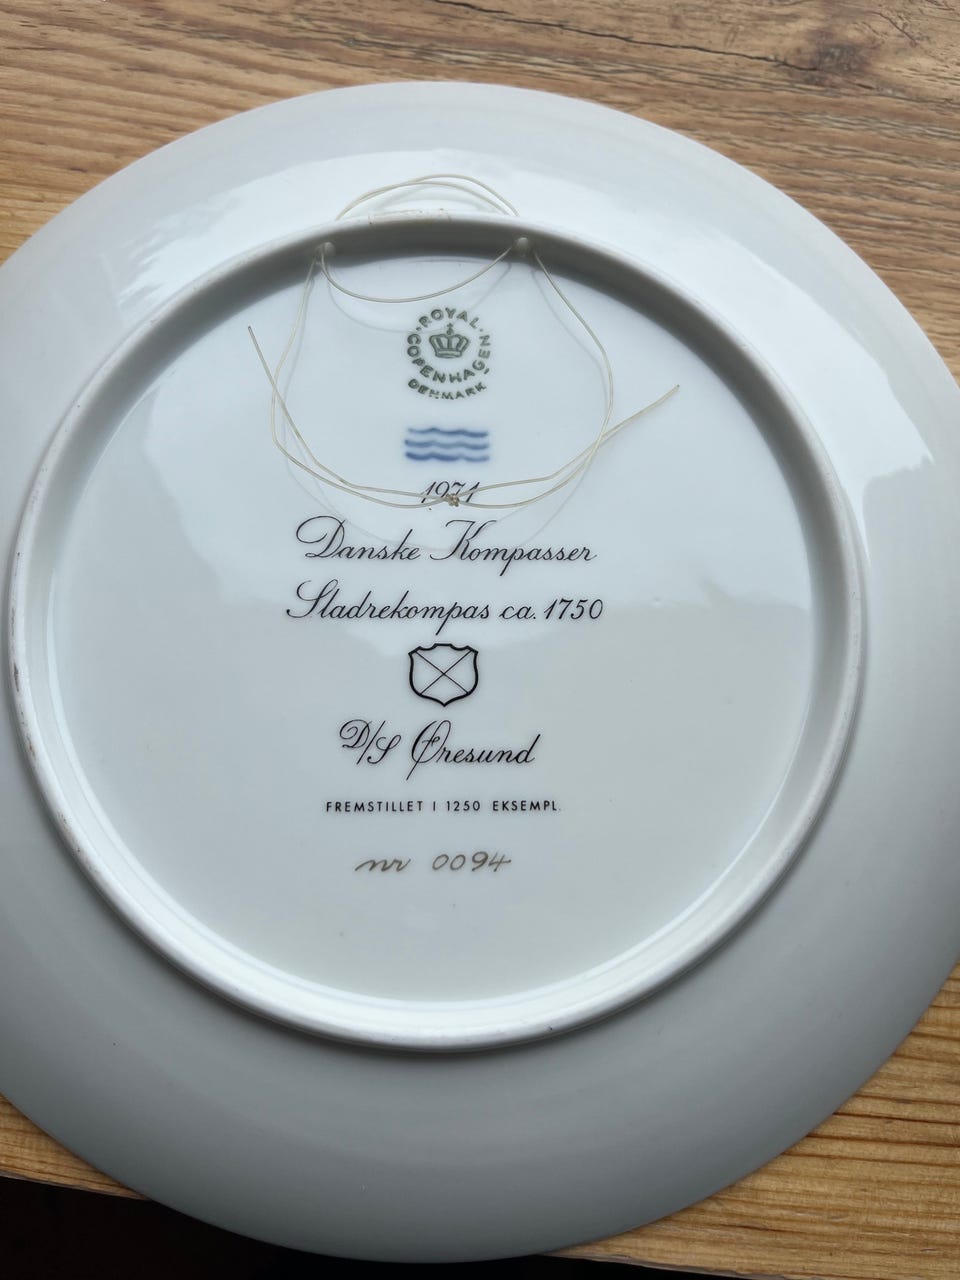 ROYAL COPENHAGEN
DENMARK
1971
Danske Kompasser
Sladrekompas ca. 1750
D/S Øresund
FREMSTILLET I 1250 EKSEMPL.
nr 0094